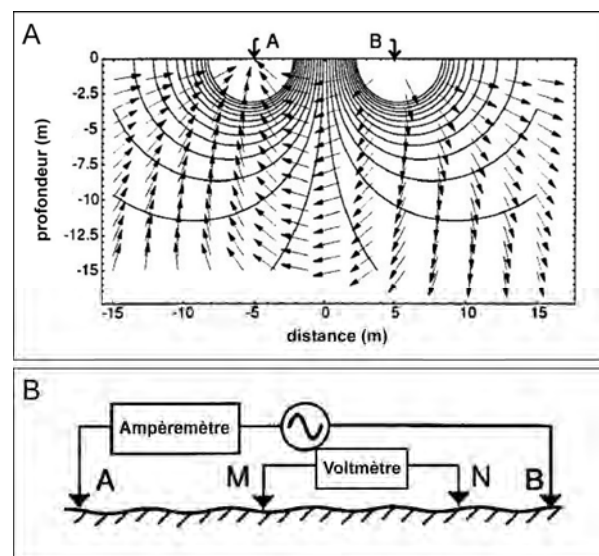 A
A B
0
-2.5
-5
-7.5
-10
-12.5
-15
profondeur (m)
-15 -10 -5 0 5 10 15
distance (m)
B
Ampèremètre
Voltmètre
A M N B